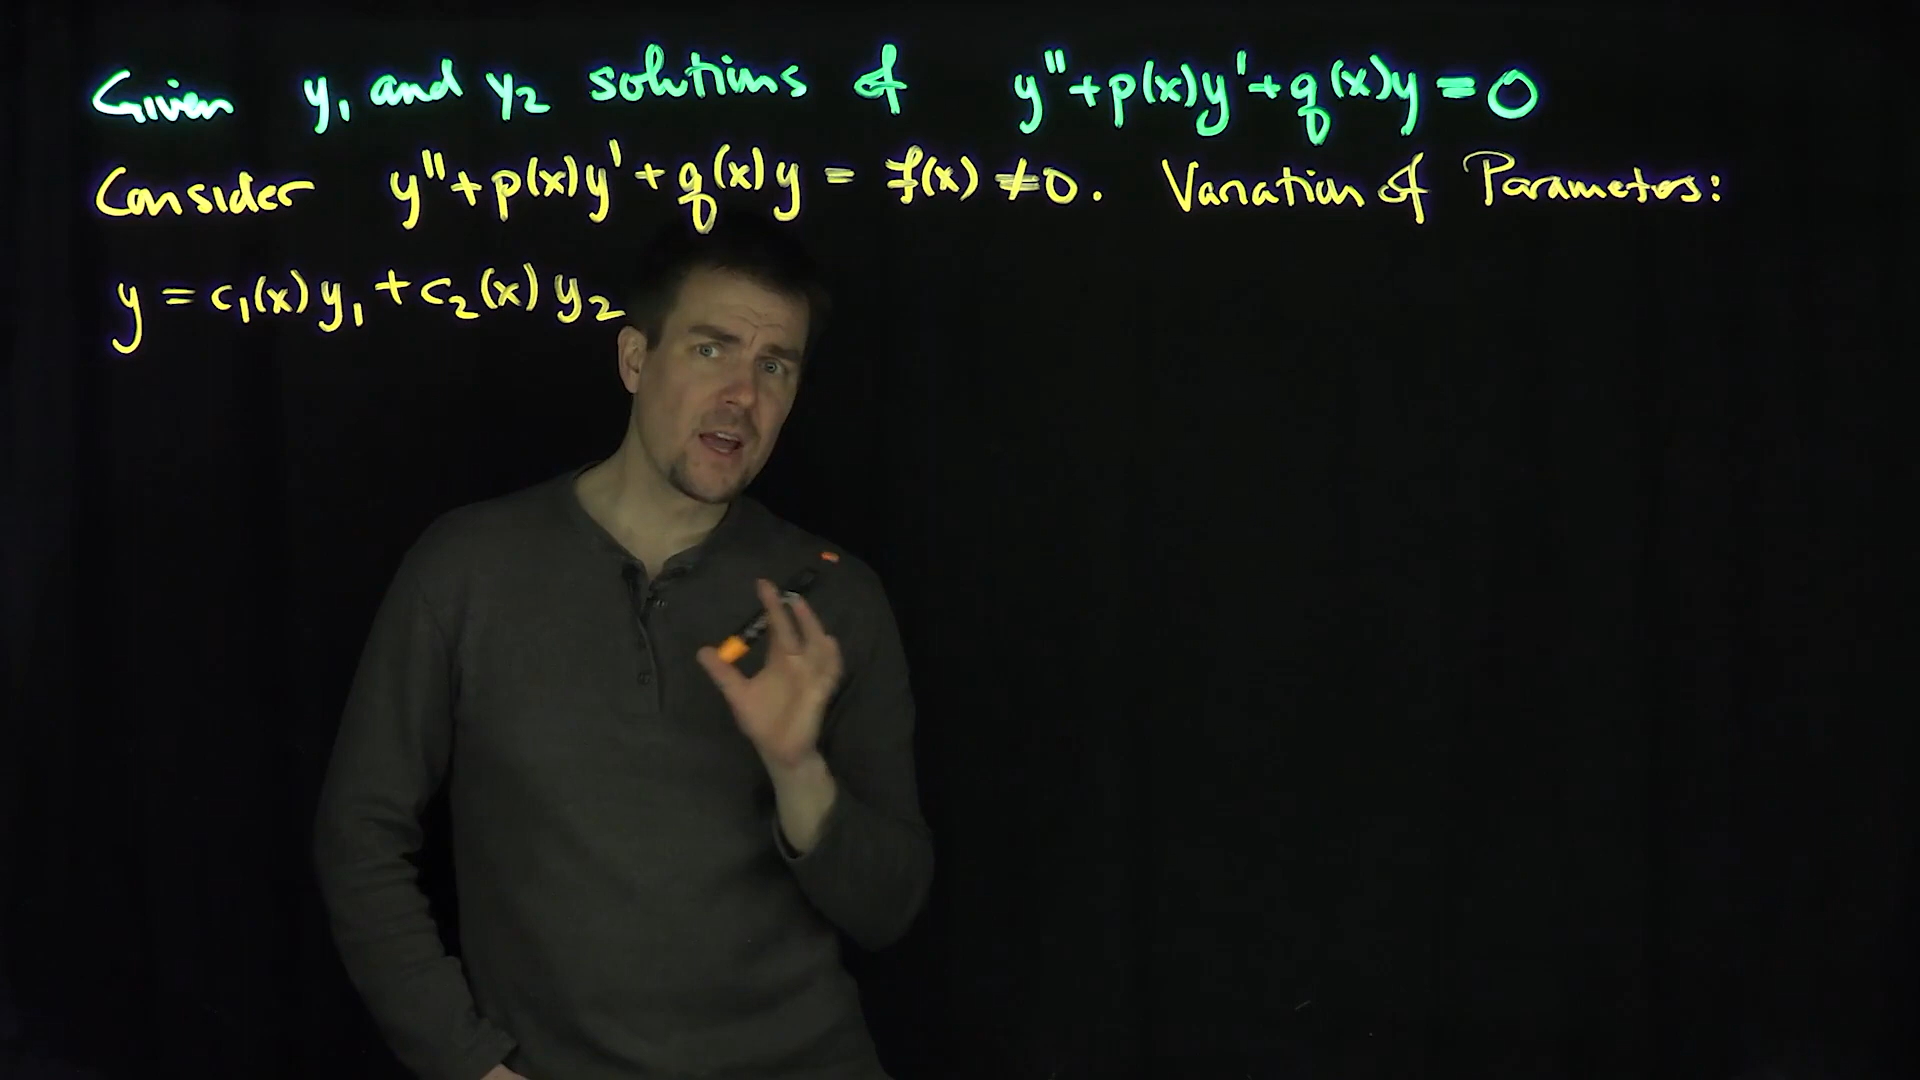 Given y₁ and y₂ solutions of y"+p(x)y'+q(x)y=0
Consider y"+p(x)y'+q(x)y = f(x) ≠0. Variation of Parameters:
y = c₁(x)y₁+c₂(x)y₂